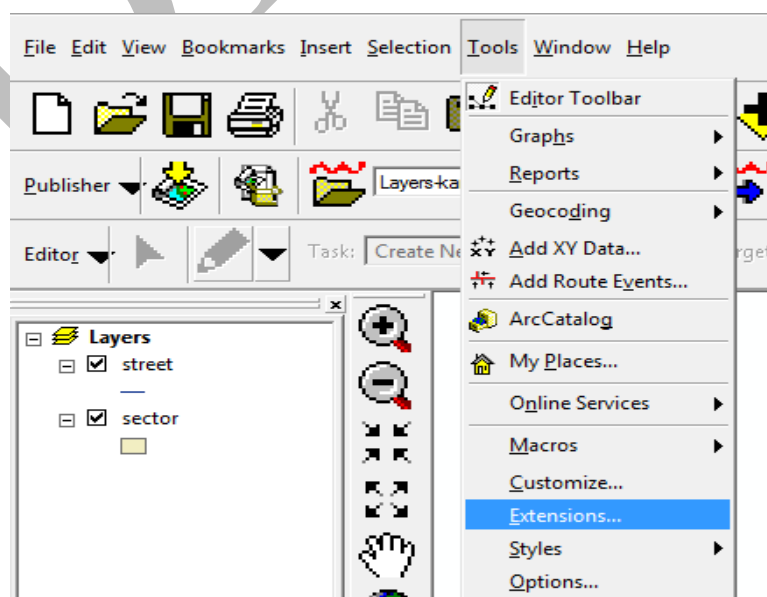 File Edit View Bookmarks Insert Selection Tools Window Help
Editor Toolbar
Graphs
Reports
Geocoding
Add XY Data...
Add Route Events...
ArcCatalog
My Places...
Online Services
Macros
Customize...
Extensions...
Styles
Options...
Publisher
Layers-ka
Editor Task: Create Ne rget
Layers
street
sector